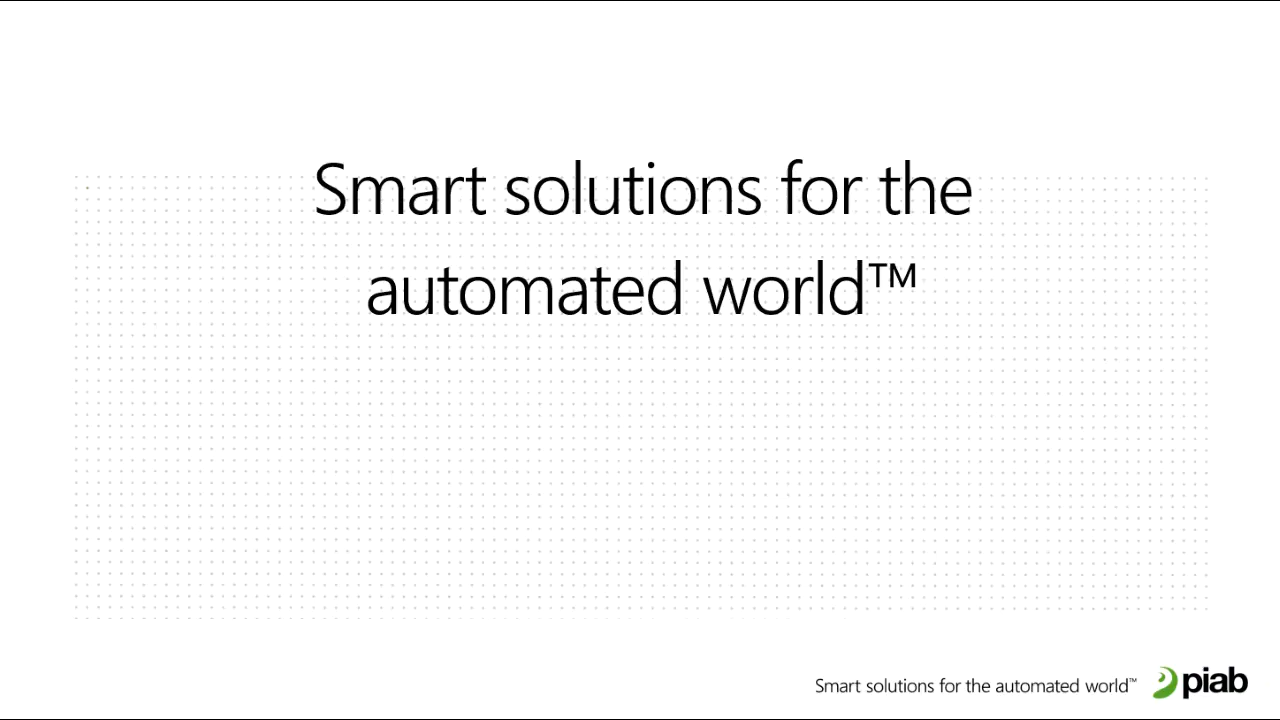 Smart solutions for the
automated world™
Smart solutions for the automated world™ piab